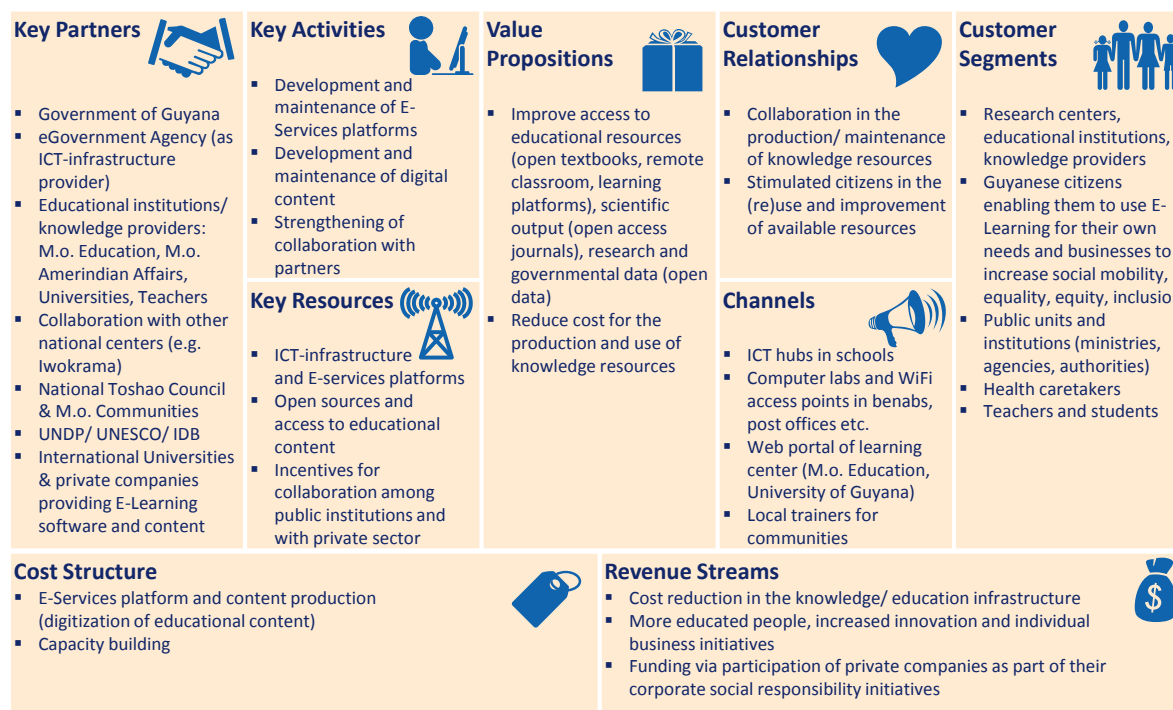 Key Partners
▪ Government of Guyana
▪ eGovernment Agency (as
ICT-infrastructure
provider)
▪ Educational institutions/
knowledge providers:
M.o. Education, M.o.
Amerindian Affairs,
Universities, Teachers
▪ Collaboration with other
national centers (e.g.
Iwokrama)
▪ National Toshao Council
& M.o. Communities
▪ UNDP/ UNESCO/ IDB
▪ International Universities
& private companies
providing E-Learning
software and content
Key Activities
▪ Development and
maintenance of E-
Services platforms
▪ Development and
maintenance of digital
content
▪ Strengthening of
collaboration with
partners
Key Resources
▪ ICT-infrastructure
and E-services platforms
▪ Open sources and
access to educational
content
▪ Incentives for
collaboration among
public institutions and
with private sector
Value
Propositions
▪ Improve access to
educational resources
(open textbooks, remote
classroom, learning
platforms), scientific
output (open access
journals), research and
governmental data (open
data)
▪ Reduce cost for the
production and use of
knowledge resources
Customer
Relationships
▪ Collaboration in the
production/ maintenance
of knowledge resources
▪ Stimulated citizens in the
(re)use and improvement
of available resources
Channels
▪ ICT hubs in schools
▪ Computer labs and WiFi
access points in benabs,
post offices etc.
▪ Web portal of learning
center (M.o. Education,
University of Guyana)
▪ Local trainers for
communities
Customer
Segments
▪ Research centers,
educational institutions,
knowledge providers
▪ Guyanese citizens
enabling them to use E-
Learning for their own
needs and businesses to
increase social mobility,
equality, equity, inclusio
▪ Public units and
institutions (ministries,
agencies, authorities)
▪ Health caretakers
▪ Teachers and students
Cost Structure
▪ E-Services platform and content production
(digitization of educational content)
▪ Capacity building
Revenue Streams
▪ Cost reduction in the knowledge/ education infrastructure
▪ More educated people, increased innovation and individual
business initiatives
▪ Funding via participation of private companies as part of their
corporate social responsibility initiatives
$